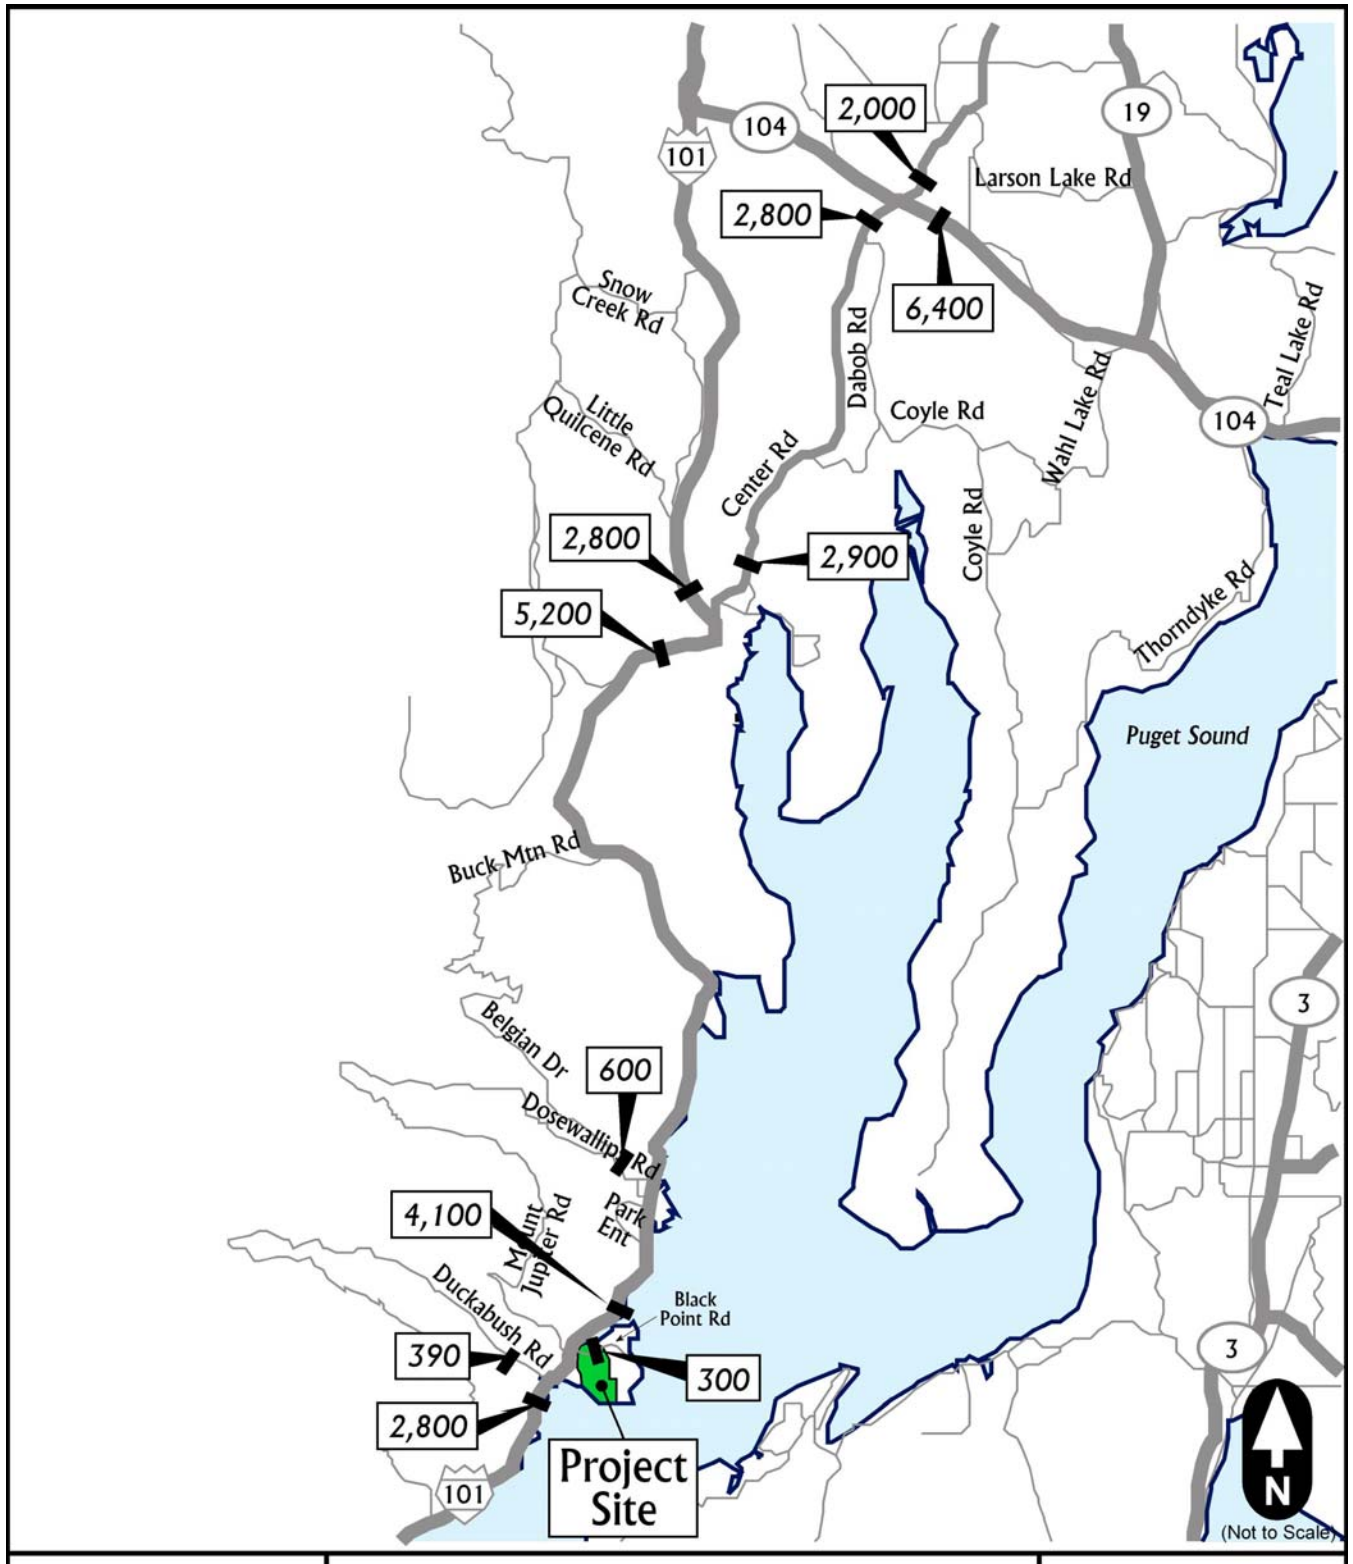 2,000
19
104
101
Larson Lake Rd
2,800
6,400
Snow
Creek Rd
Dabob Rd
Teal Lake Rd
Little
Quilcene Rd
Coyle Rd
Wahl Lake Rd
104
Center Rd
Coyle Rd
2,800
2,900
5,200
Thorndyke Rd
Puget Sound
Buck Mtn Rd
3
Belgian Dr
600
Dosewallips Rd
4,100
Park
Ent
Mount
Jupiter Rd
Duckabush Rd
Black
Point Rd
390
300
3
2,800
Project
Site
101
N
(Not to Scale)